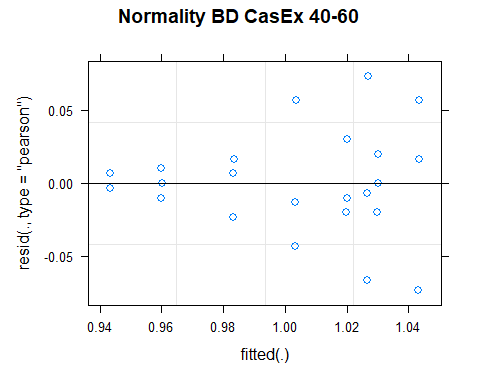 Normality BD CasEx 40-60
resid(., type = "pearson")
0.05
0.00
-0.05
0.94 0.96 0.98 1.00 1.02 1.04
fitted(.)